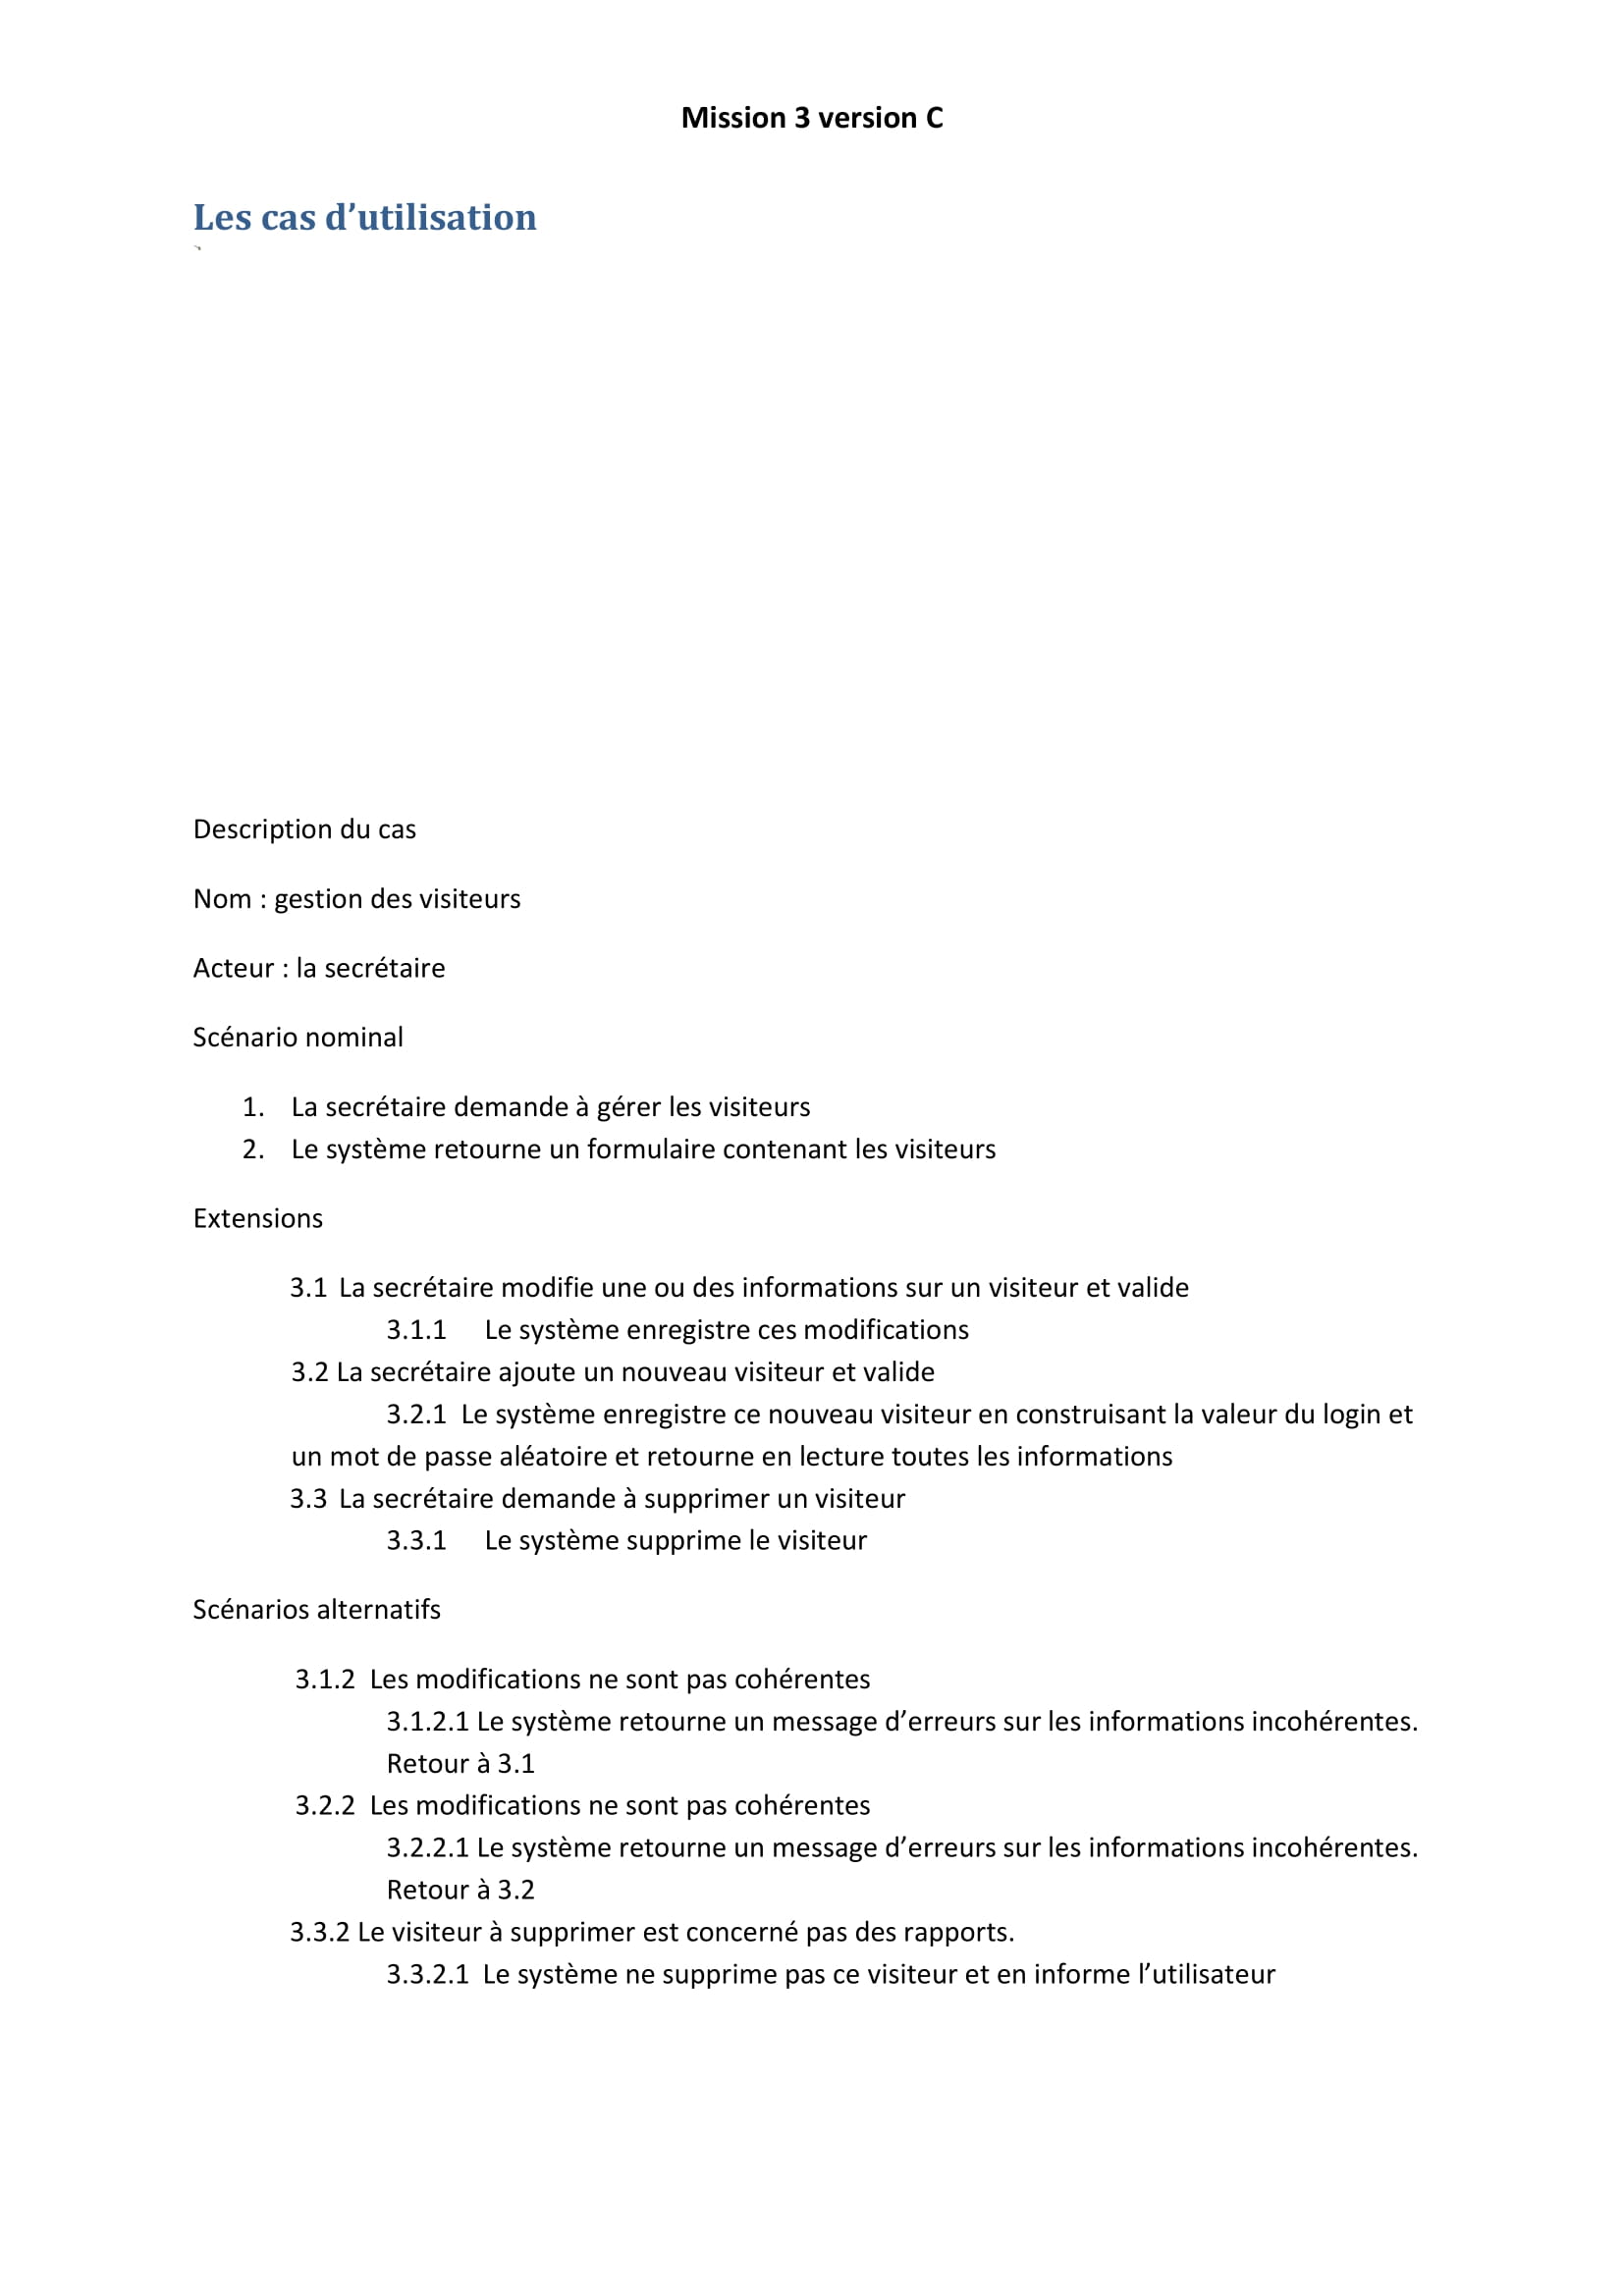 Mission 3 version C
Les cas d’utilisation
Description du cas
Nom : gestion des visiteurs
Acteur : la secrétaire
Scénario nominal
1. La secrétaire demande à gérer les visiteurs
2. Le système retourne un formulaire contenant les visiteurs
Extensions
3.1 La secrétaire modifie une ou des informations sur un visiteur et valide
3.1.1 Le système enregistre ces modifications
3.2 La secrétaire ajoute un nouveau visiteur et valide
3.2.1 Le système enregistre ce nouveau visiteur en construisant la valeur du login et
un mot de passe aléatoire et retourne en lecture toutes les informations
3.3 La secrétaire demande à supprimer un visiteur
3.3.1 Le système supprime le visiteur
Scénarios alternatifs
3.1.2 Les modifications ne sont pas cohérentes
3.1.2.1 Le système retourne un message d’erreurs sur les informations incohérentes.
Retour à 3.1
3.2.2 Les modifications ne sont pas cohérentes
3.2.2.1 Le système retourne un message d’erreurs sur les informations incohérentes.
Retour à 3.2
3.3.2 Le visiteur à supprimer est concerné pas des rapports.
3.3.2.1 Le système ne supprime pas ce visiteur et en informe l’utilisateur